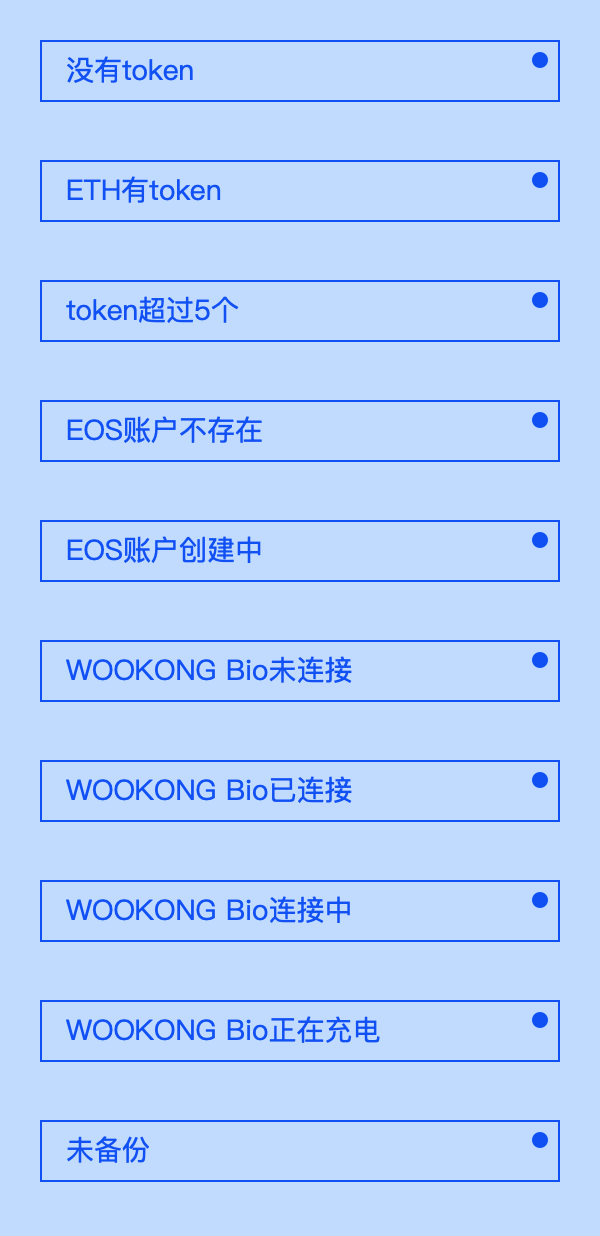 没有token
ETH有token
token超过5个
EOS账户不存在
EOS账户创建中
WOOKONG Bio未连接
WOOKONG Bio已连接
WOOKONG Bio连接中
WOOKONG Bio正在充电
未备份